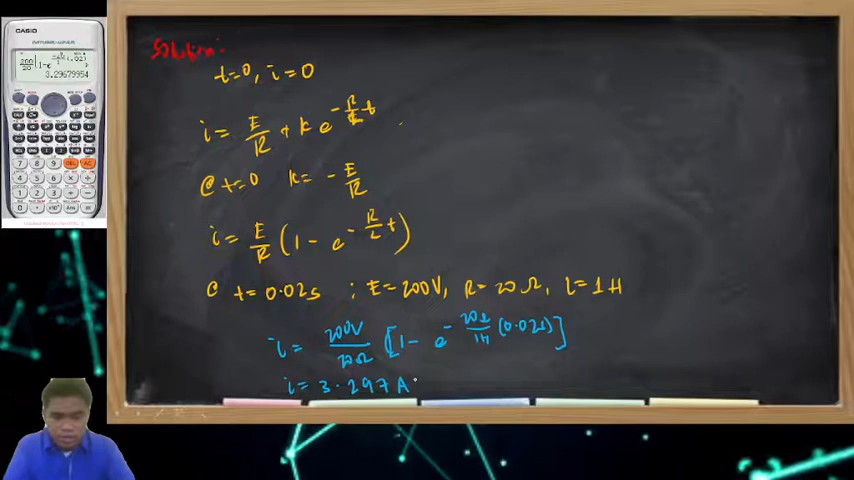 CASIO
3.29679954
Solution:
t=0, i=0
i = E/R + k e^(-R/L t)
@ t=0 k = - E/R
i = E/R (1 - e^(-R/L t))
@ t=0.02s ; E=200V, R=20Ω, L=1H
i = 200V/20Ω [1 - e^(-20Ω/1H (0.02s))]
i = 3.297A